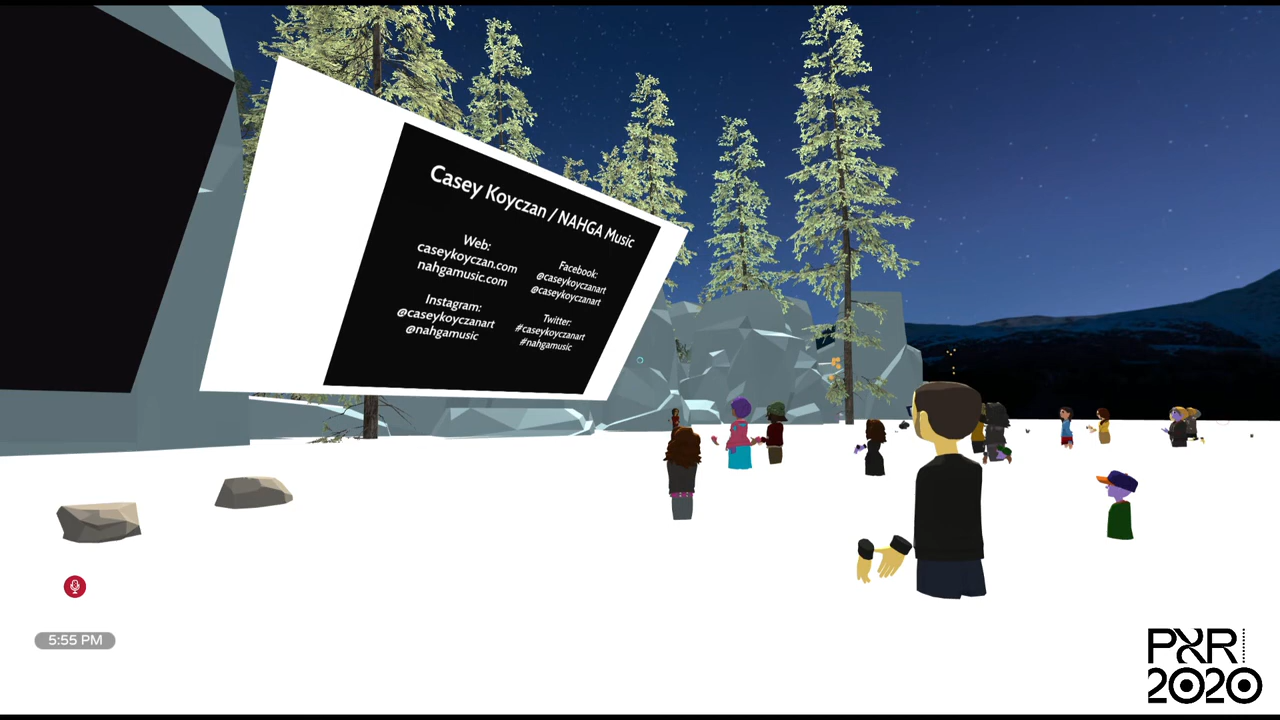 Casey Koyczan / NAHGA Music
Web:
caseykoyczan.com
nahgamusic.com
Instagram:
@caseykoyczanart
@nahgamusic
Facebook:
@caseykoyczanart
@caseykoyczanart
Twitter:
#caseykoyczanart
#nahgamusic
5:55 PM
PXR
2020